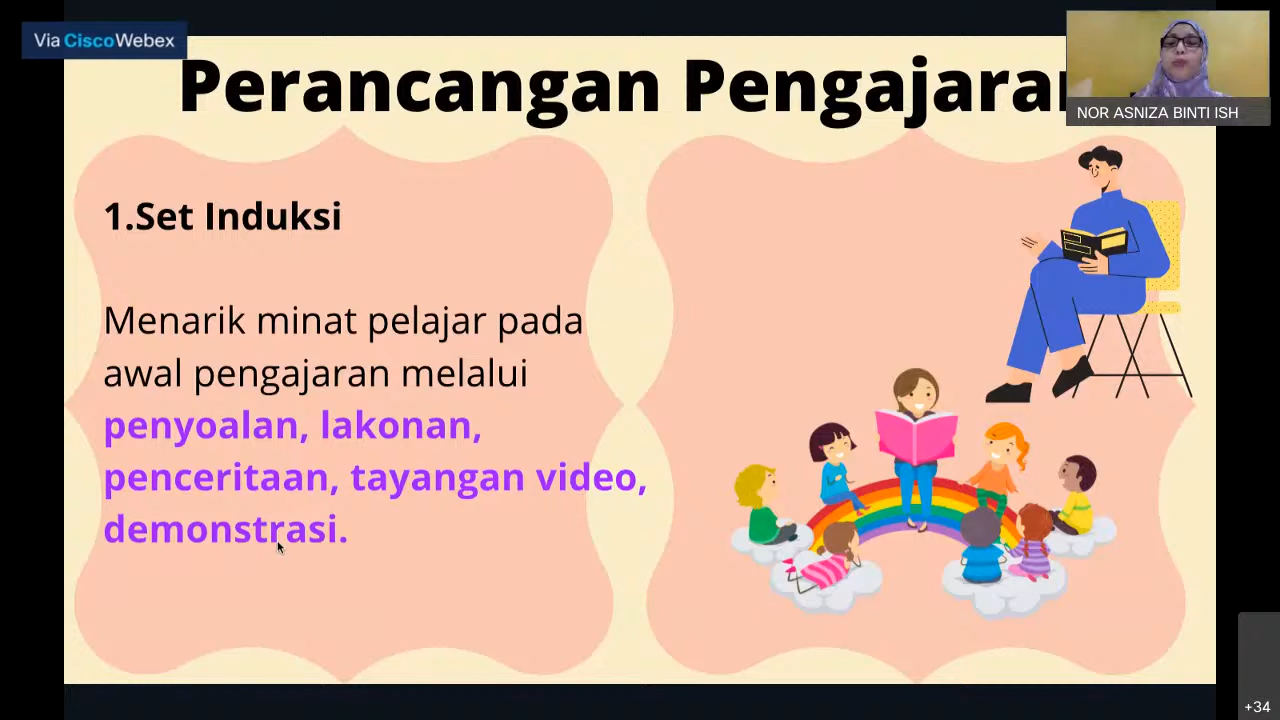 Via CiscoWebex
Perancangan Pengajaran
NOR ASNIZA BINTI ISH
1.Set Induksi
Menarik minat pelajar pada
awal pengajaran melalui
penyoalan, lakonan,
penceritaan, tayangan video,
demonstrasi.
+34